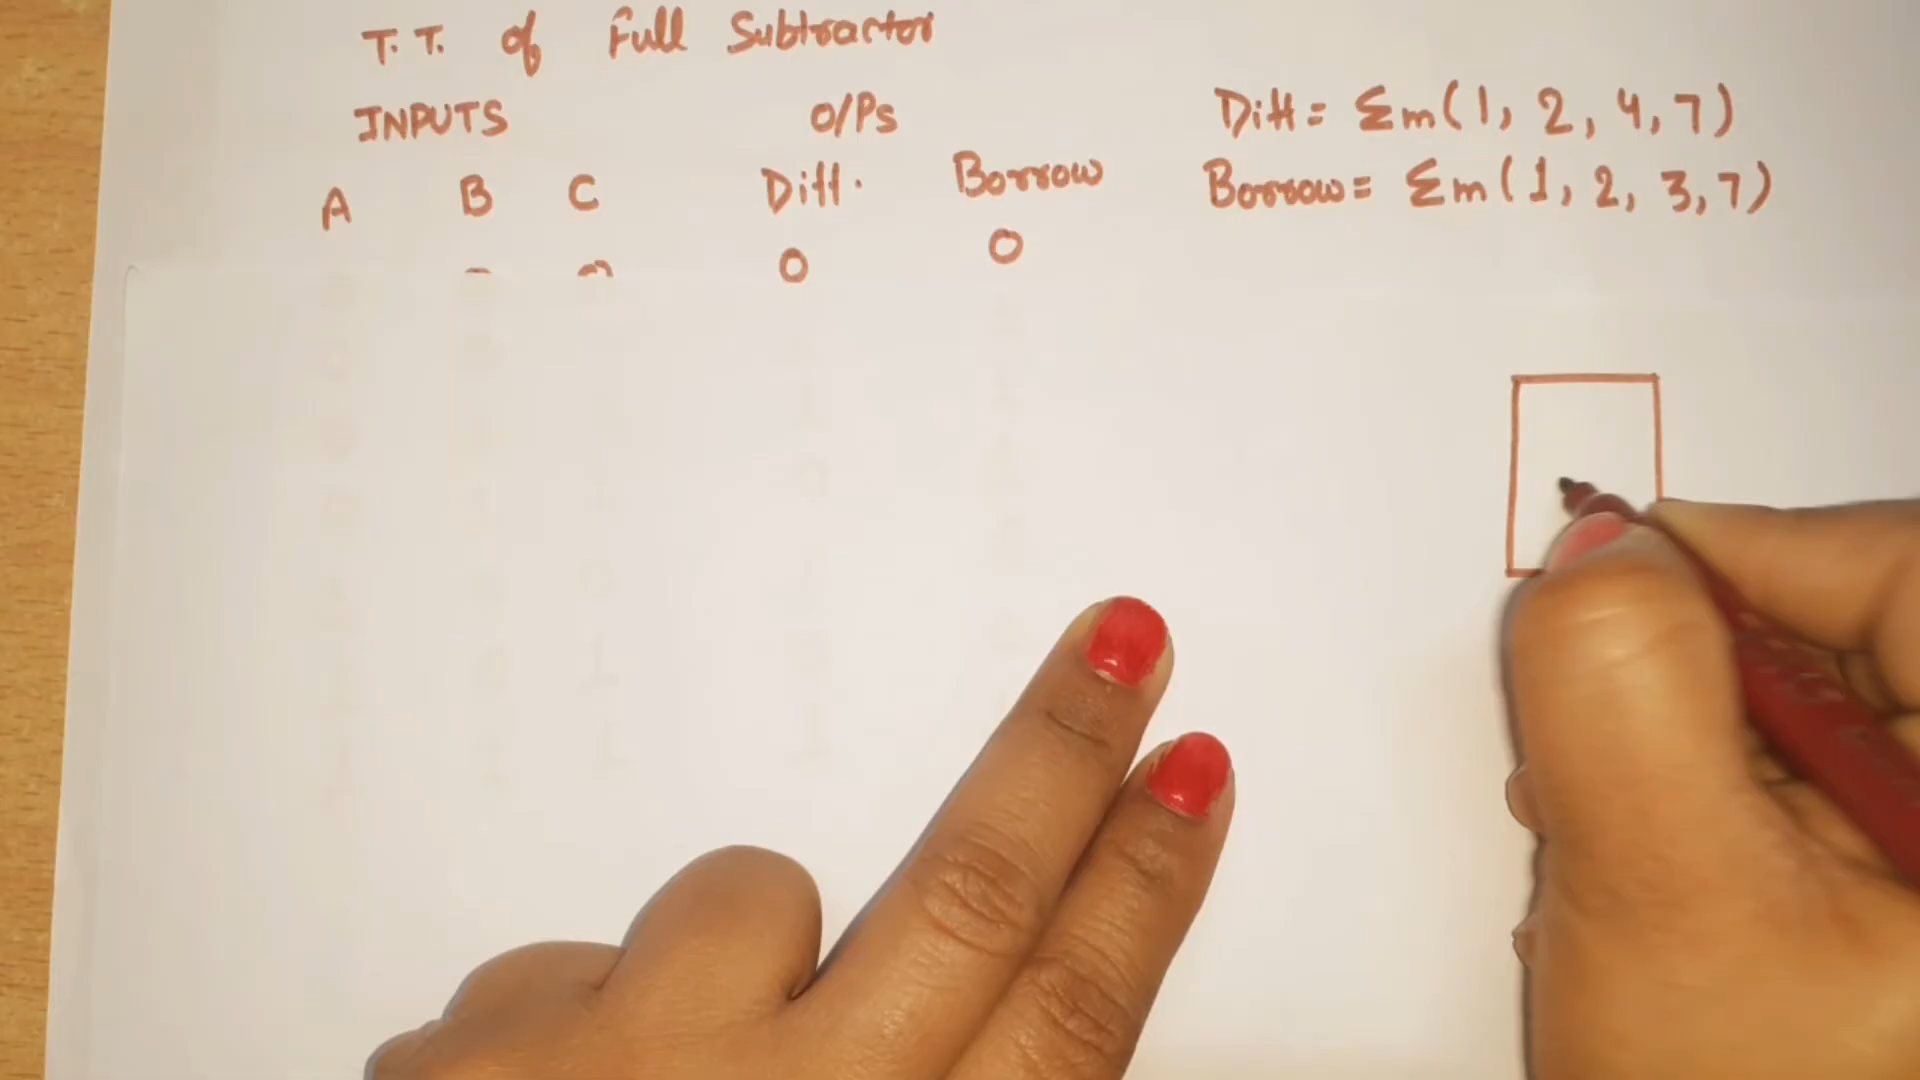 T.T. of Full Subtractor
INPUTS O/Ps
A B C Diff. Borrow
0 0
Diff = Σm(1, 2, 4, 7)
Borrow = Σm(1, 2, 3, 7)